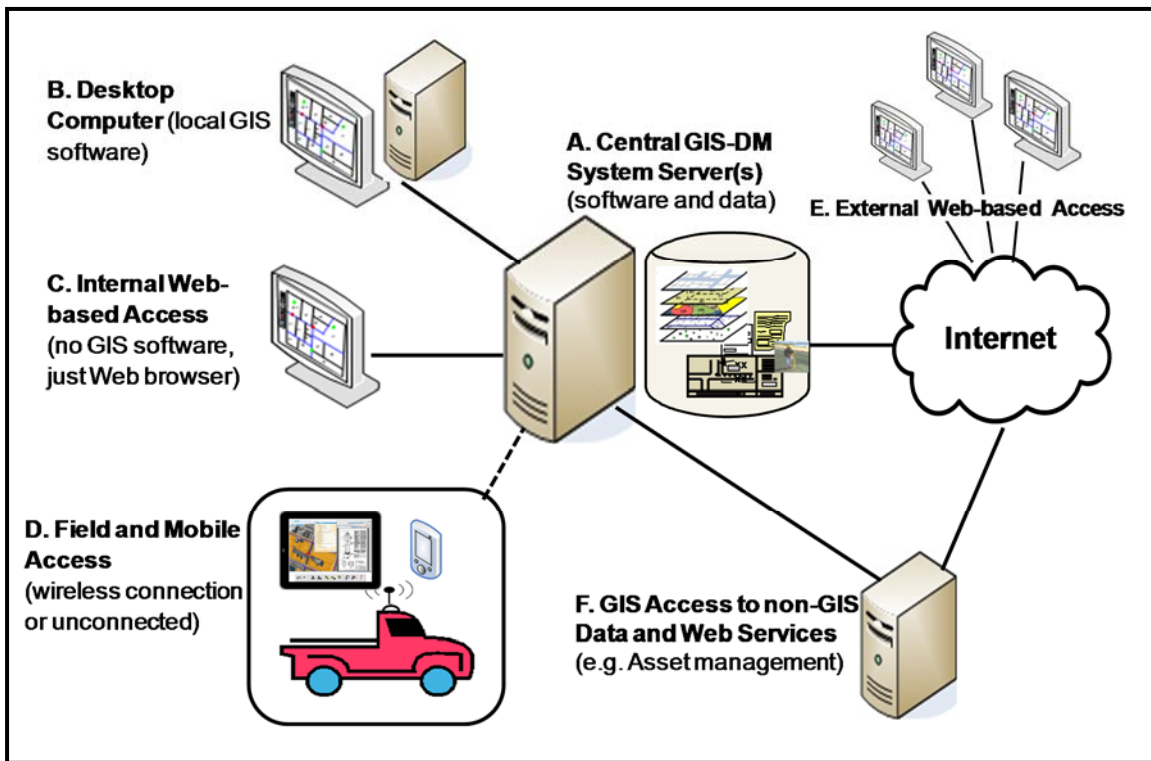 B. Desktop
Computer (local GIS
software)
A. Central GIS-DM
System Server(s)
(software and data)
E. External Web-based Access
C. Internal Web-
based Access
(no GIS software,
just Web browser)
Internet
D. Field and Mobile
Access
(wireless connection
or unconnected)
F. GIS Access to non-GIS
Data and Web Services
(e.g. Asset management)